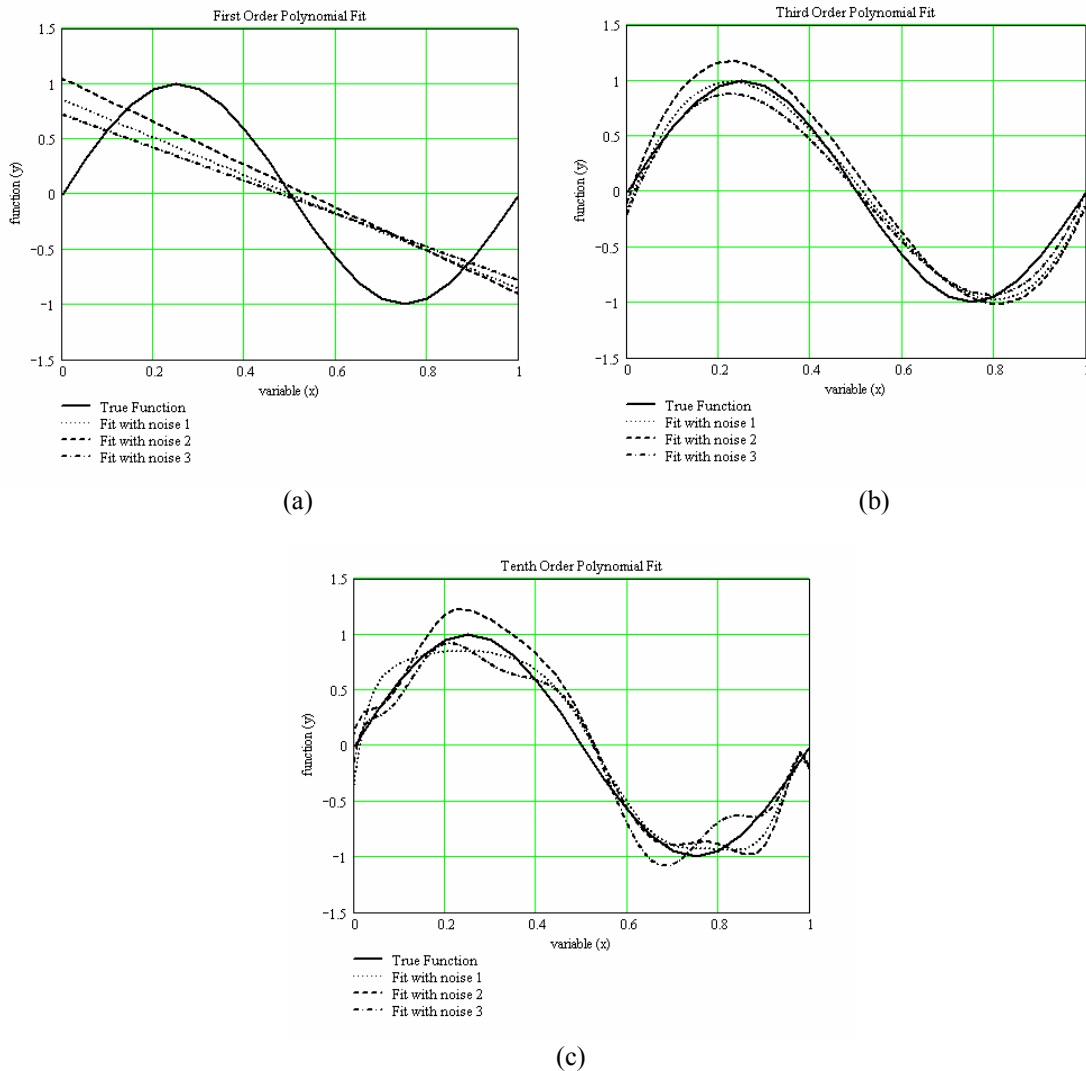 First Order Polynomial Fit
1.5
1
0.5
0
−0.5
−1
−1.5
function (y)
0 0.2 0.4 0.6 0.8 1
variable (x)
True Function
Fit with noise 1
Fit with noise 2
Fit with noise 3
(a)
Third Order Polynomial Fit
1.5
1
0.5
0
−0.5
−1
−1.5
function (y)
0 0.2 0.4 0.6 0.8 1
variable (x)
True Function
Fit with noise 1
Fit with noise 2
Fit with noise 3
(b)
Tenth Order Polynomial Fit
1.5
1
0.5
0
−0.5
−1
−1.5
function (y)
0 0.2 0.4 0.6 0.8 1
variable (x)
True Function
Fit with noise 1
Fit with noise 2
Fit with noise 3
(c)